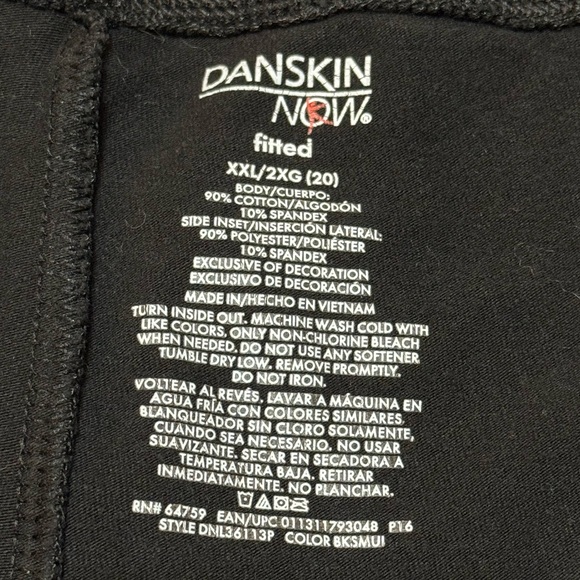 DANSKIN
NOW®
fitted
XXL/2XG (20)
BODY/CUERPO:
90% COTTON/ALGODÓN
10% SPANDEX
SIDE INSET/INSERCIÓN LATERAL:
90% POLYESTER/POLIÉSTER
10% SPANDEX
EXCLUSIVE OF DECORATION
EXCLUSIVO DE DECORACIÓN
MADE IN/HECHO EN VIETNAM
TURN INSIDE OUT. MACHINE WASH COLD WITH
LIKE COLORS. ONLY NON-CHLORINE BLEACH
WHEN NEEDED. DO NOT USE ANY SOFTENER
TUMBLE DRY LOW. REMOVE PROMPTLY.
DO NOT IRON.
VOLTEAR AL REVÉS. LAVAR A MÁQUINA EN
AGUA FRÍA CON COLORES SIMILARES.
BLANQUEADOR SIN CLORO SOLAMENTE,
CUANDO SEA NECESARIO. NO USAR
SUAVIZANTE. SECAR EN SECADORA A
TEMPERATURA BAJA. RETIRAR
INMEDIATAMENTE. NO PLANCHAR.
RN# 64759 EAN/UPC 011311793048 P16
STYLE DNL36113P COLOR BKSMUI